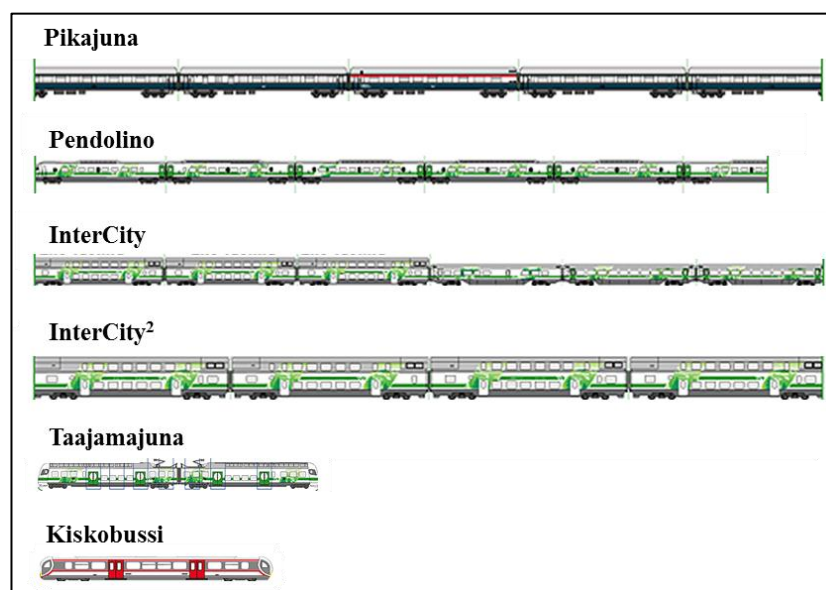 Pikajuna
Pendolino
InterCity
InterCity²
Taajamajuna
Kiskobussi